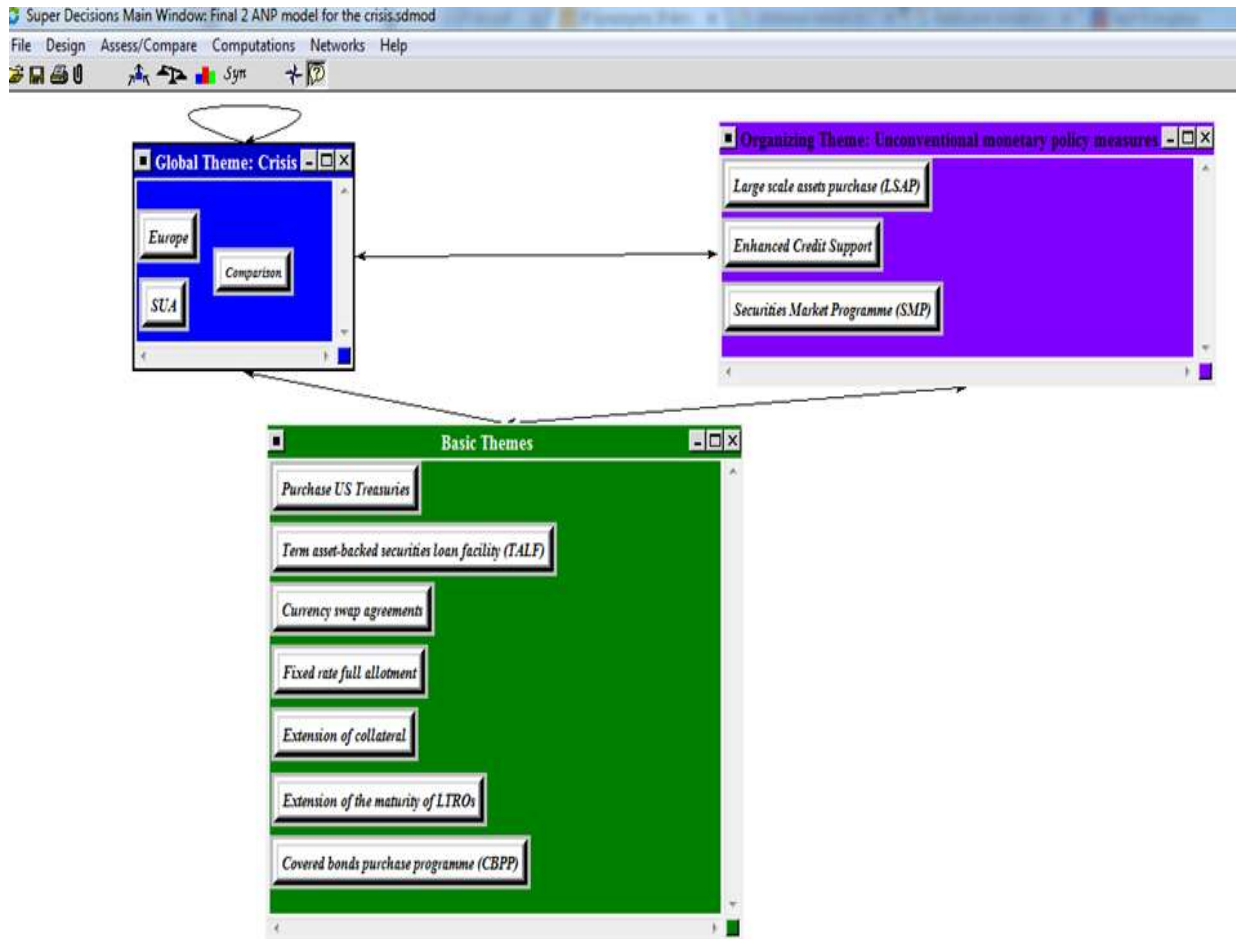 Super Decisions Main Window: Final 2 ANP model for the crisis.sdmod
File Design Assess/Compare Computations Networks Help
Syn
Global Theme: Crisis
Europe
Comparison
SUA
Organizing Theme: Unconventional monetary policy measures
Large scale assets purchase (LSAP)
Enhanced Credit Support
Securities Market Programme (SMP)
Basic Themes
Purchase US Treasuries
Term asset-backed securities loan facility (TALF)
Currency swap agreements
Fixed rate full allotment
Extension of collateral
Extension of the maturity of LTROs
Covered bonds purchase programme (CBPP)